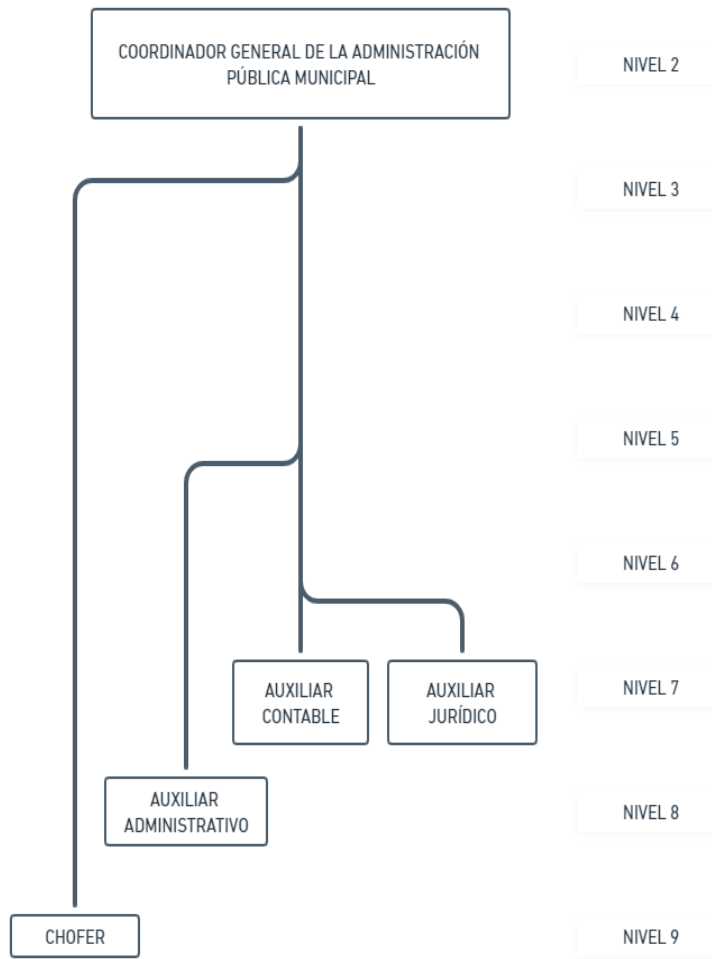 COORDINADOR GENERAL DE LA ADMINISTRACIÓN
PÚBLICA MUNICIPAL
NIVEL 2
NIVEL 3
NIVEL 4
NIVEL 5
NIVEL 6
AUXILIAR
CONTABLE
AUXILIAR
JURÍDICO
NIVEL 7
AUXILIAR
ADMINISTRATIVO
NIVEL 8
CHOFER
NIVEL 9